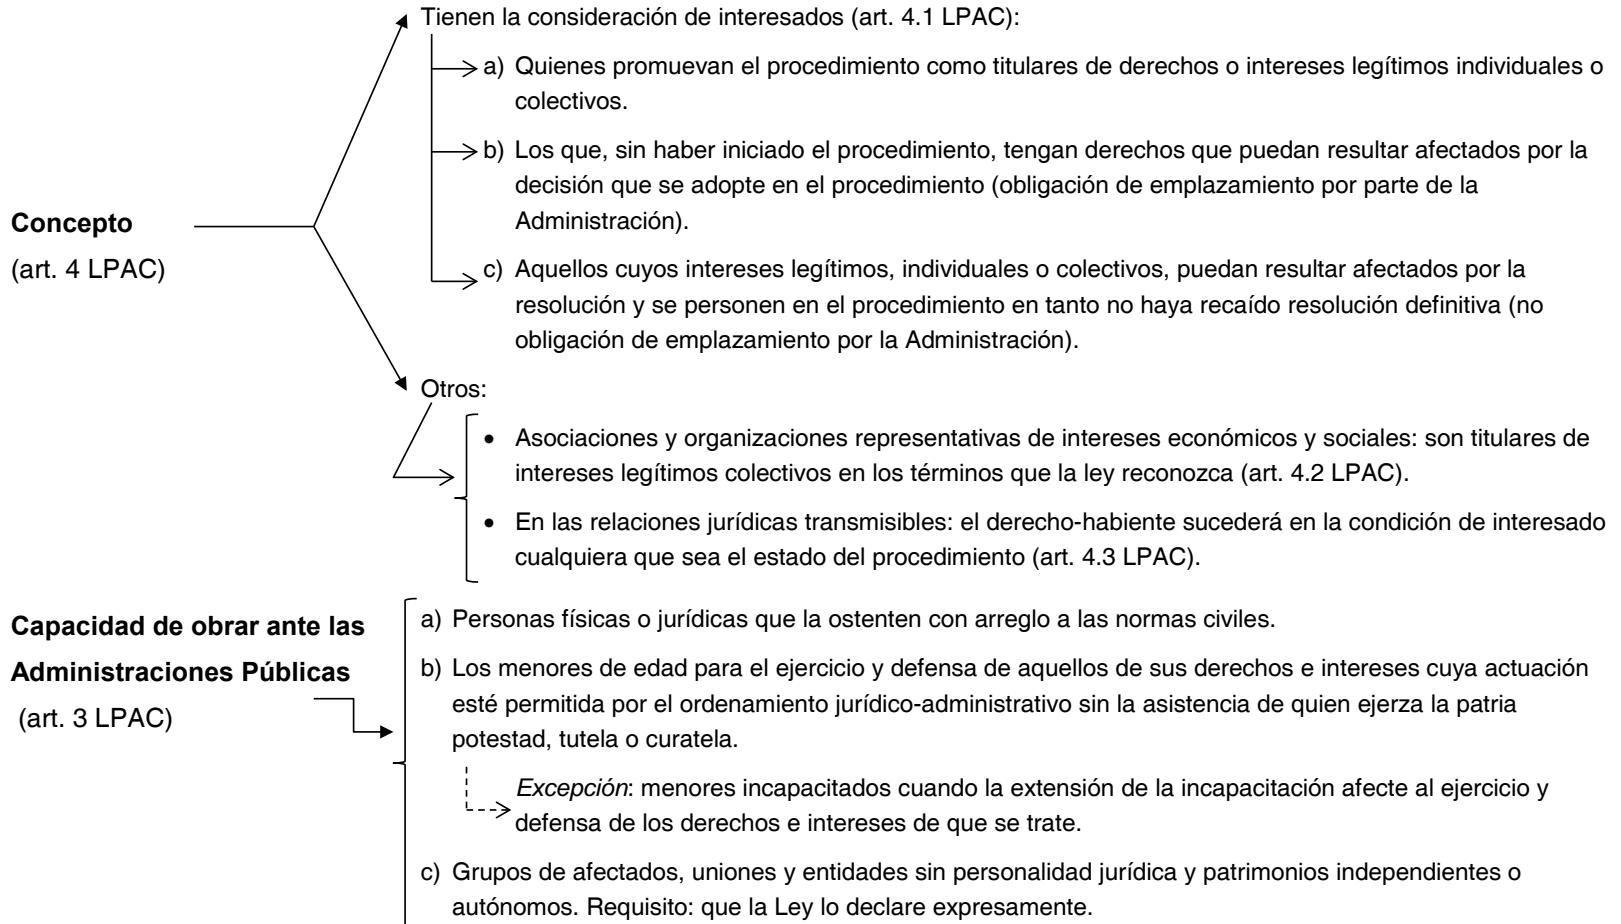 Tienen la consideración de interesados (art. 4.1 LPAC):
a) Quienes promuevan el procedimiento como titulares de derechos o intereses legítimos individuales o
colectivos.
b) Los que, sin haber iniciado el procedimiento, tengan derechos que puedan resultar afectados por la
decisión que se adopte en el procedimiento (obligación de emplazamiento por parte de la
Administración).
Concepto
(art. 4 LPAC)
c) Aquellos cuyos intereses legítimos, individuales o colectivos, puedan resultar afectados por la
resolución y se personen en el procedimiento en tanto no haya recaído resolución definitiva (no
obligación de emplazamiento por la Administración).
Otros:
• Asociaciones y organizaciones representativas de intereses económicos y sociales: son titulares de
intereses legítimos colectivos en los términos que la ley reconozca (art. 4.2 LPAC).
• En las relaciones jurídicas transmisibles: el derecho-habiente sucederá en la condición de interesado
cualquiera que sea el estado del procedimiento (art. 4.3 LPAC).
Capacidad de obrar ante las
Administraciones Públicas
(art. 3 LPAC)
a) Personas físicas o jurídicas que la ostenten con arreglo a las normas civiles.
b) Los menores de edad para el ejercicio y defensa de aquellos de sus derechos e intereses cuya actuación
esté permitida por el ordenamiento jurídico-administrativo sin la asistencia de quien ejerza la patria
potestad, tutela o curatela.
Excepción: menores incapacitados cuando la extensión de la incapacitación afecte al ejercicio y
defensa de los derechos e intereses de que se trate.
c) Grupos de afectados, uniones y entidades sin personalidad jurídica y patrimonios independientes o
autónomos. Requisito: que la Ley lo declare expresamente.